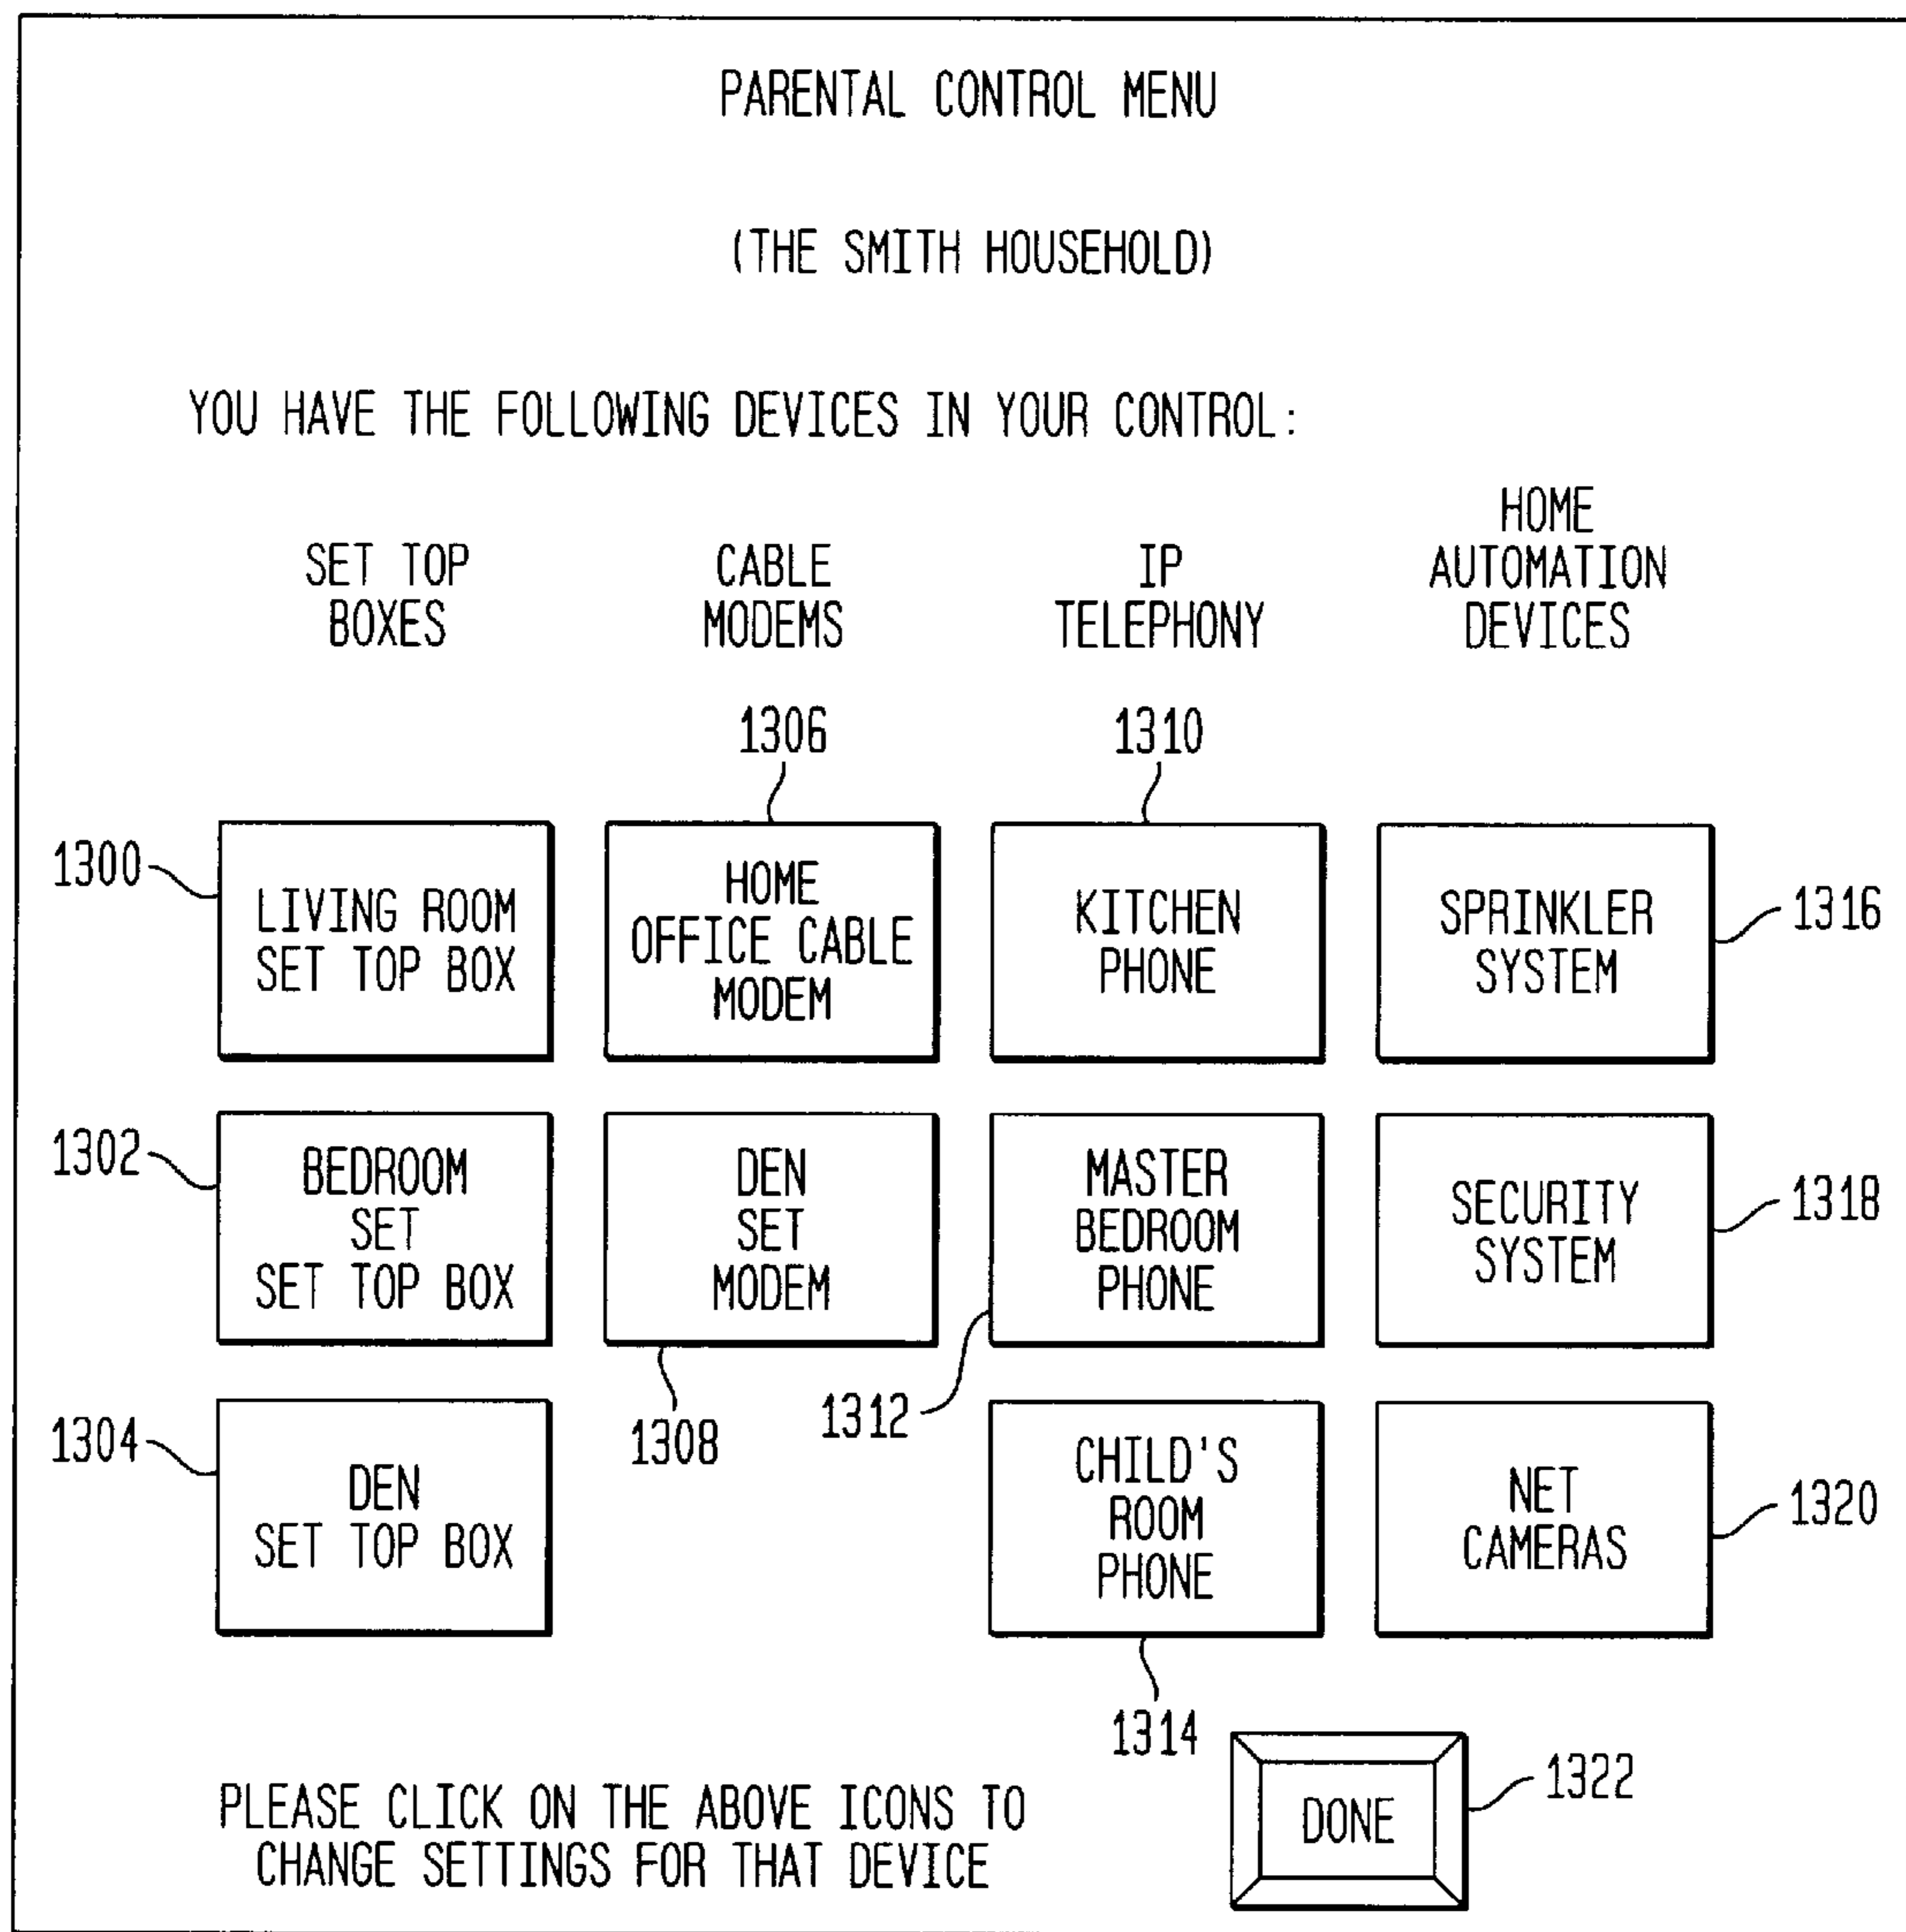 PARENTAL CONTROL MENU
(THE SMITH HOUSEHOLD)
YOU HAVE THE FOLLOWING DEVICES IN YOUR CONTROL:
SET TOP
BOXES
CABLE
MODEMS
IP
TELEPHONY
HOME
AUTOMATION
DEVICES
1300
LIVING ROOM
SET TOP BOX
1306
HOME
OFFICE CABLE
MODEM
1310
KITCHEN
PHONE
SPRINKLER
SYSTEM
1316
1302
BEDROOM
SET
SET TOP BOX
DEN
SET
MODEM
1308
MASTER
BEDROOM
PHONE
1312
SECURITY
SYSTEM
1318
1304
DEN
SET TOP BOX
CHILD'S
ROOM
PHONE
1314
NET
CAMERAS
1320
PLEASE CLICK ON THE ABOVE ICONS TO
CHANGE SETTINGS FOR THAT DEVICE
DONE
1322